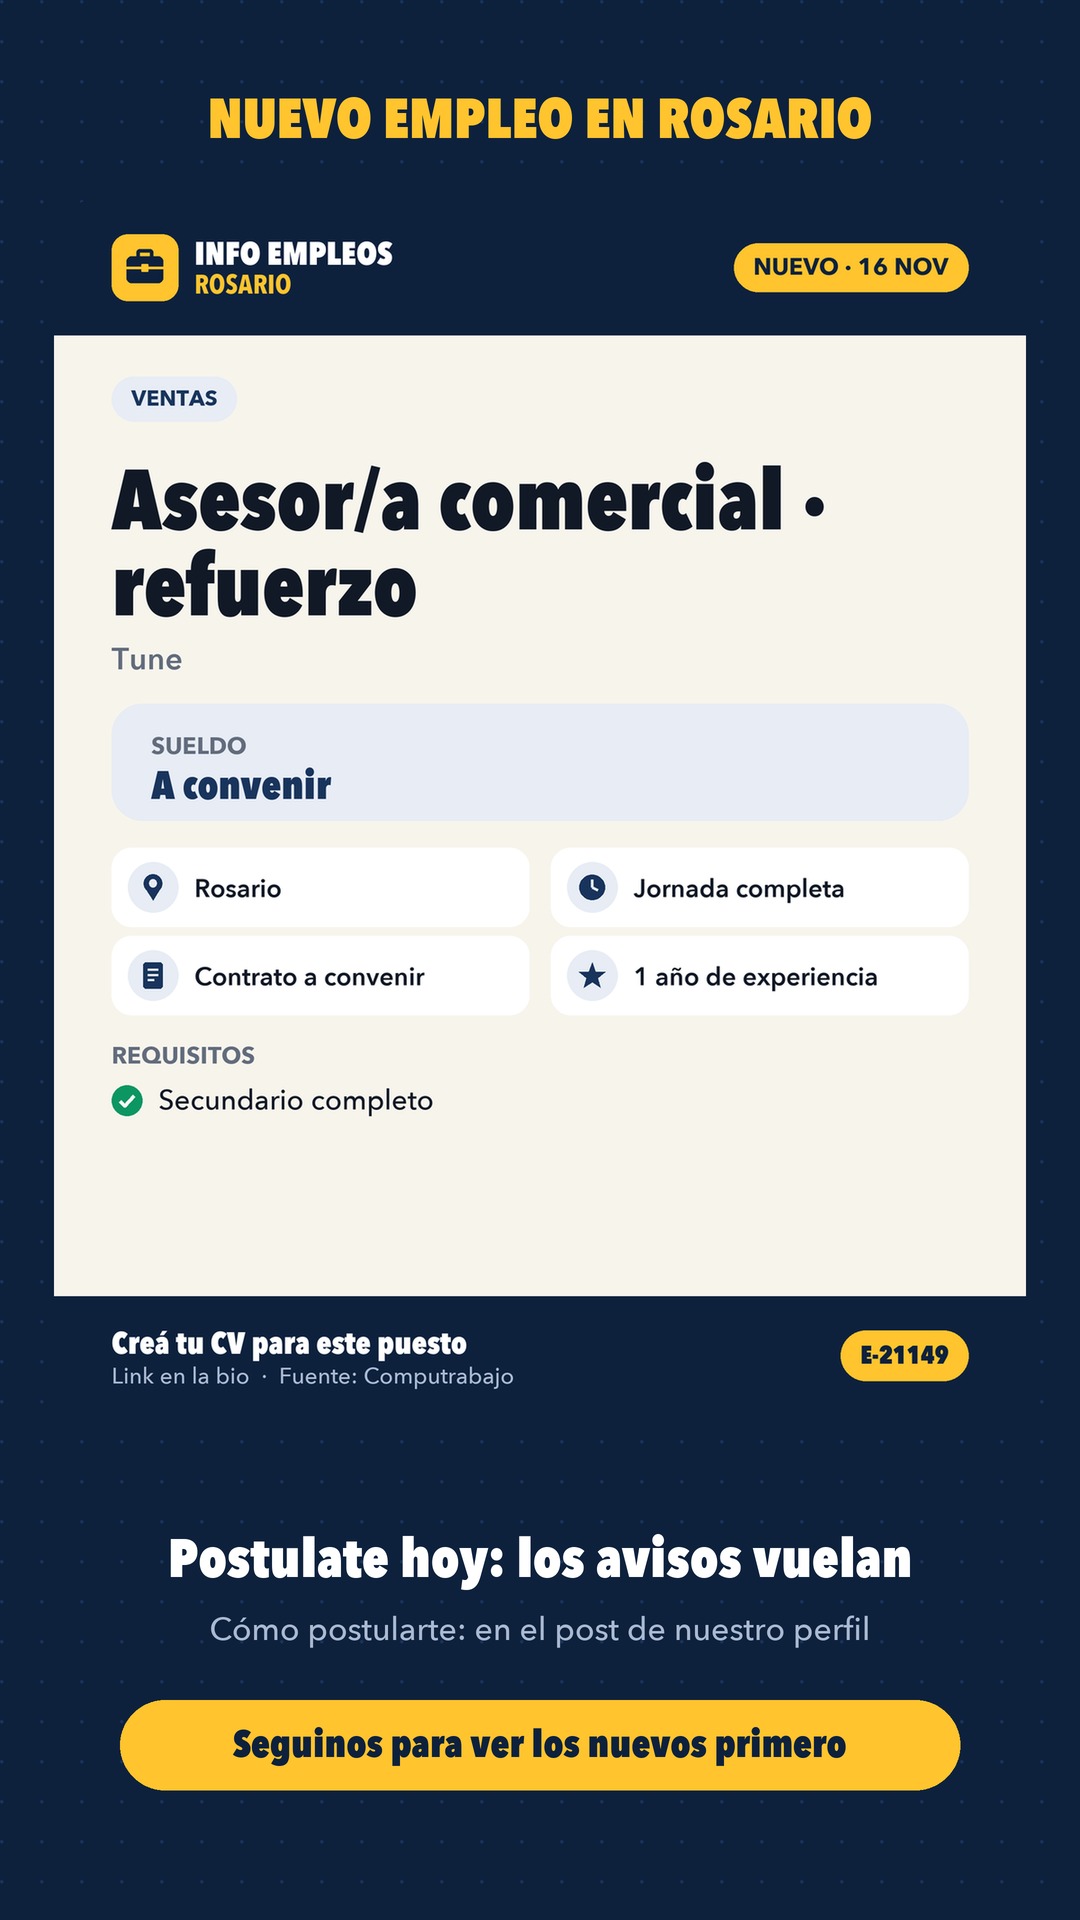 NUEVO EMPLEO EN ROSARIO
INFO EMPLEOS
ROSARIO
NUEVO · 16 NOV
VENTAS
Asesor/a comercial •
refuerzo
Tune
SUELDO
A convenir
Rosario
Jornada completa
Contrato a convenir
1 año de experiencia
REQUISITOS
Secundario completo
Creá tu CV para este puesto
Link en la bio · Fuente: Computrabajo
E-21149
Postulate hoy: los avisos vuelan
Cómo postularte: en el post de nuestro perfil
Seguinos para ver los nuevos primero